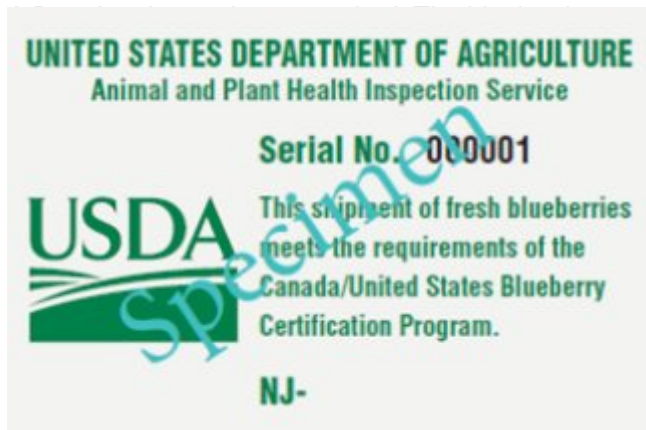 UNITED STATES DEPARTMENT OF AGRICULTURE
Animal and Plant Health Inspection Service
Serial No. 000001
USDA
This shipment of fresh blueberries
meets the requirements of the
Canada/United States Blueberry
Certification Program.
Specimen
NJ-